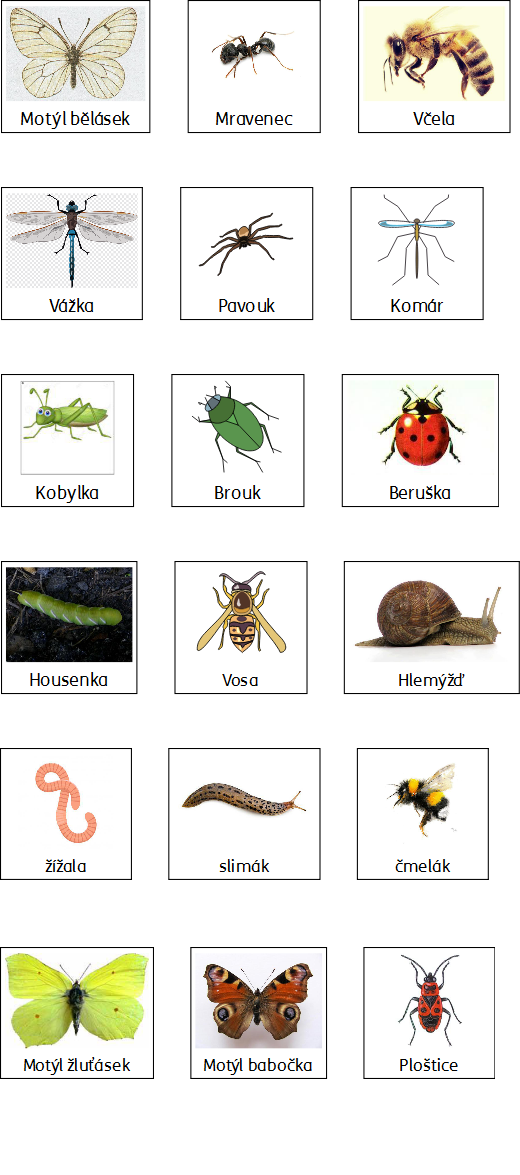 Motýl bělásek
Mravenec
Včela
Vážka
Pavouk
Komár
Kobylka
Brouk
Beruška
Housenka
Vosa
Hlemýžď
žížala
slimák
čmelák
Motýl žluťásek
Motýl babočka
Ploštice